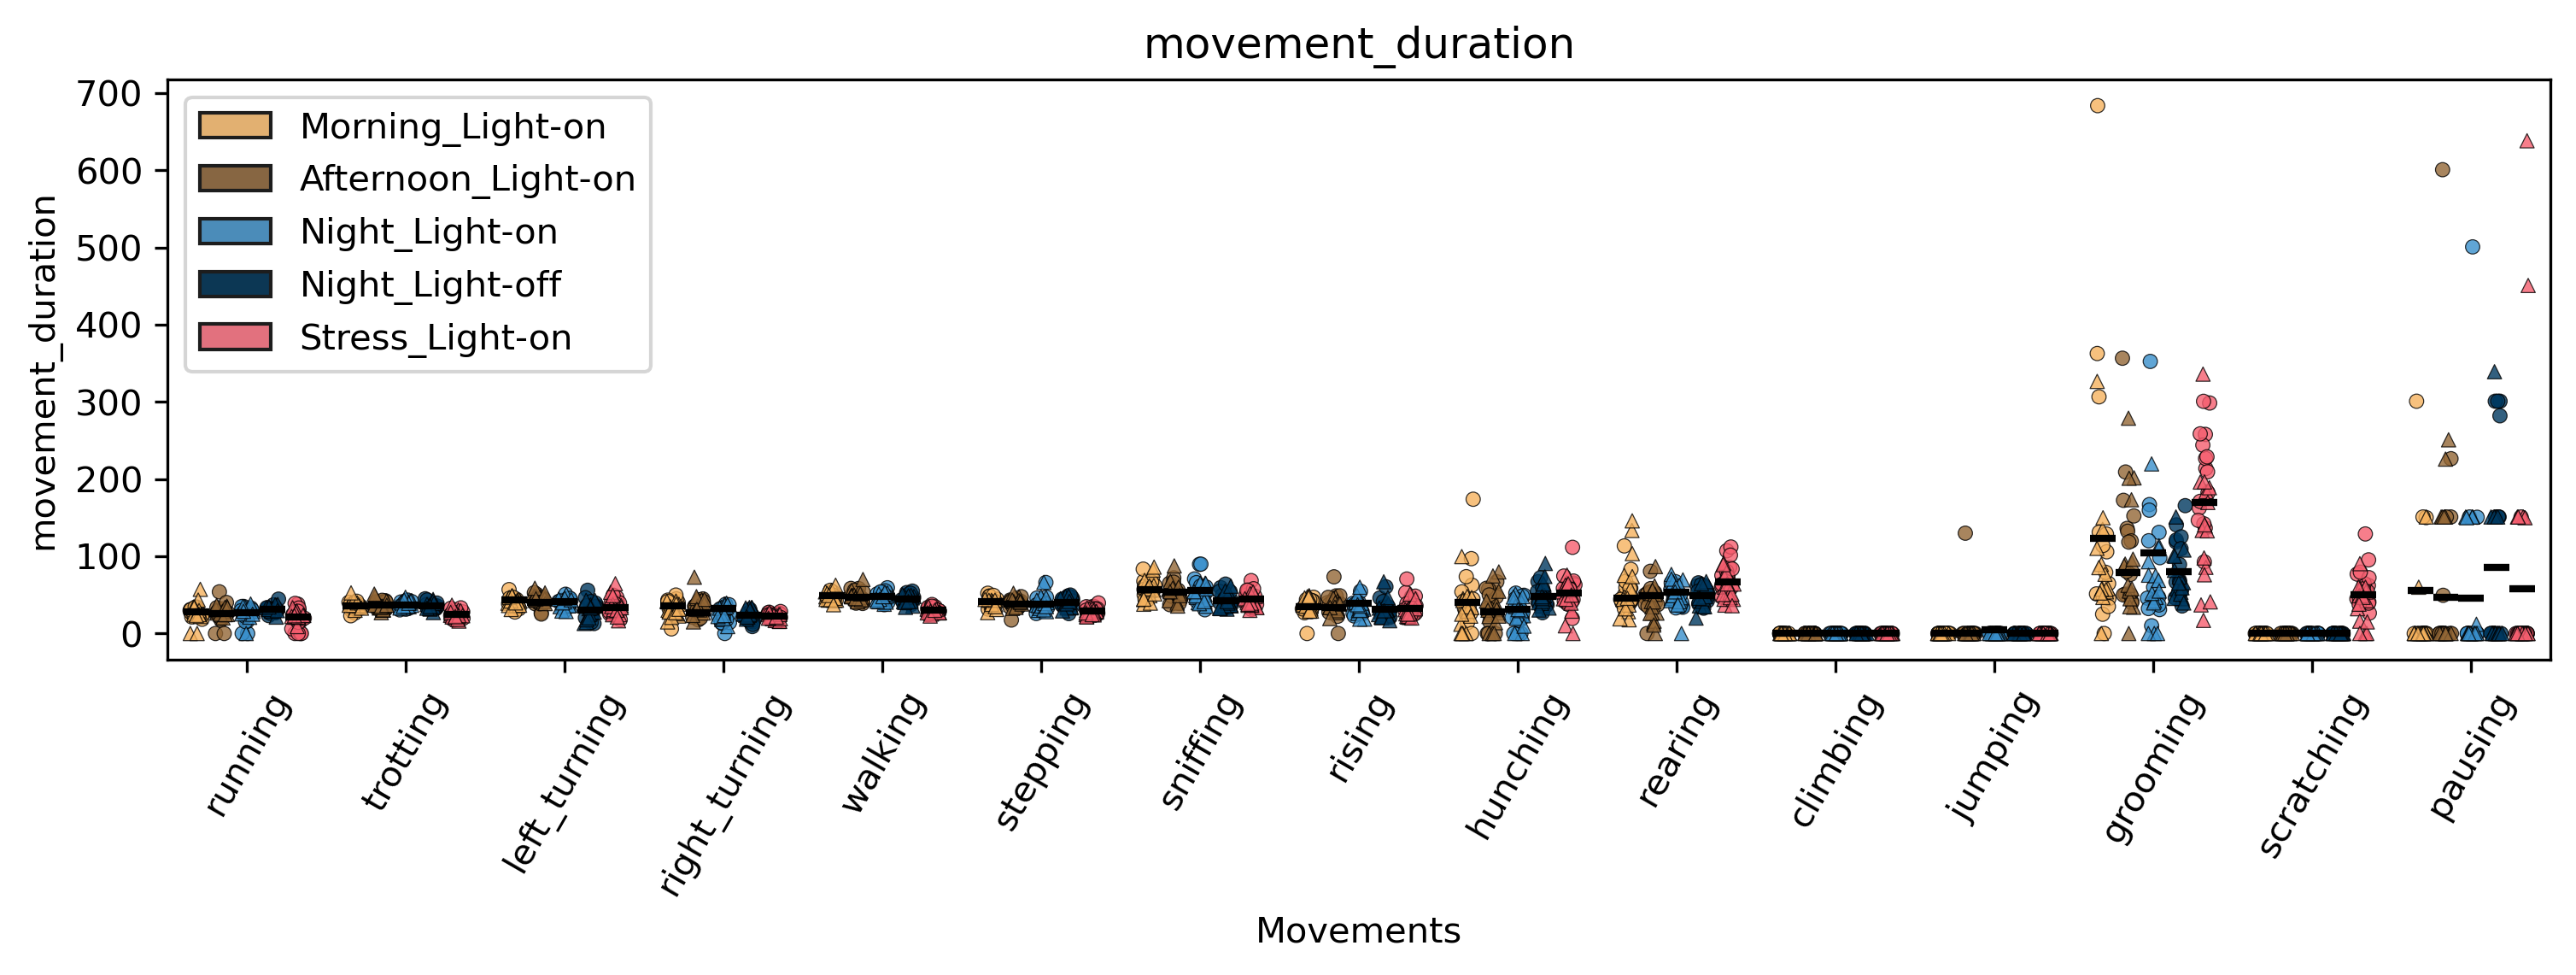 movement_duration
movement_duration
700
600
500
400
300
200
100
0
Morning_Light-on
Afternoon_Light-on
Night_Light-on
Night_Light-off
Stress_Light-on
running
trotting
left_turning
right_turning
walking
stepping
sniffing
rising
hunching
rearing
climbing
jumping
grooming
scratching
pausing
Movements